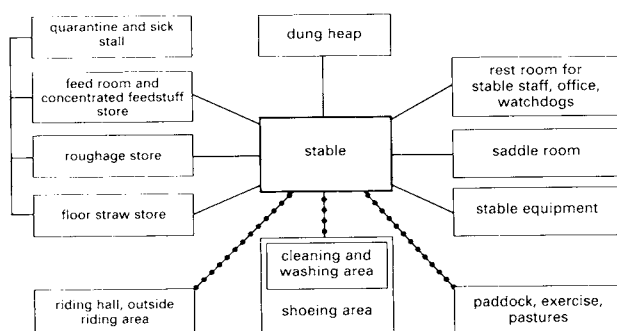 quarantine and sick
stall
dung heap
feed room and
concentrated feedstuff
store
rest room for
stable staff, office,
watchdogs
stable
roughage store
saddle room
floor straw store
stable equipment
cleaning and
washing area
shoeing area
riding hall, outside
riding area
paddock, exercise,
pastures